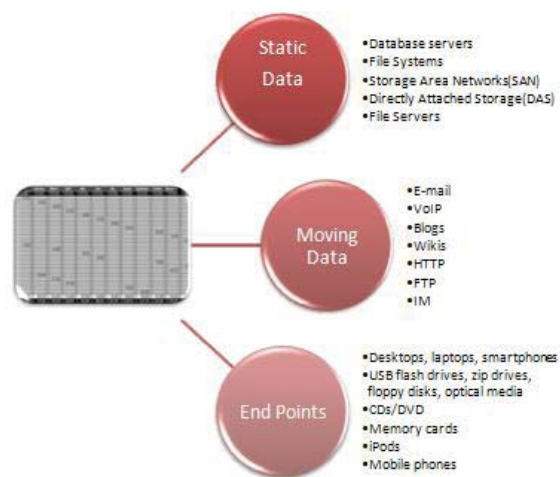 Static
Data
•Database servers
•File Systems
•Storage Area Networks(SAN)
•Directly Attached Storage(DAS)
•File Servers
Moving
Data
•E-mail
•VoIP
•Blogs
•Wikis
•HTTP
•FTP
•IM
End Points
•Desktops, laptops, smartphones
•USB flash drives, zip drives,
floppy disks, optical media
•CDs/DVD
•Memory cards
•iPods
•Mobile phones